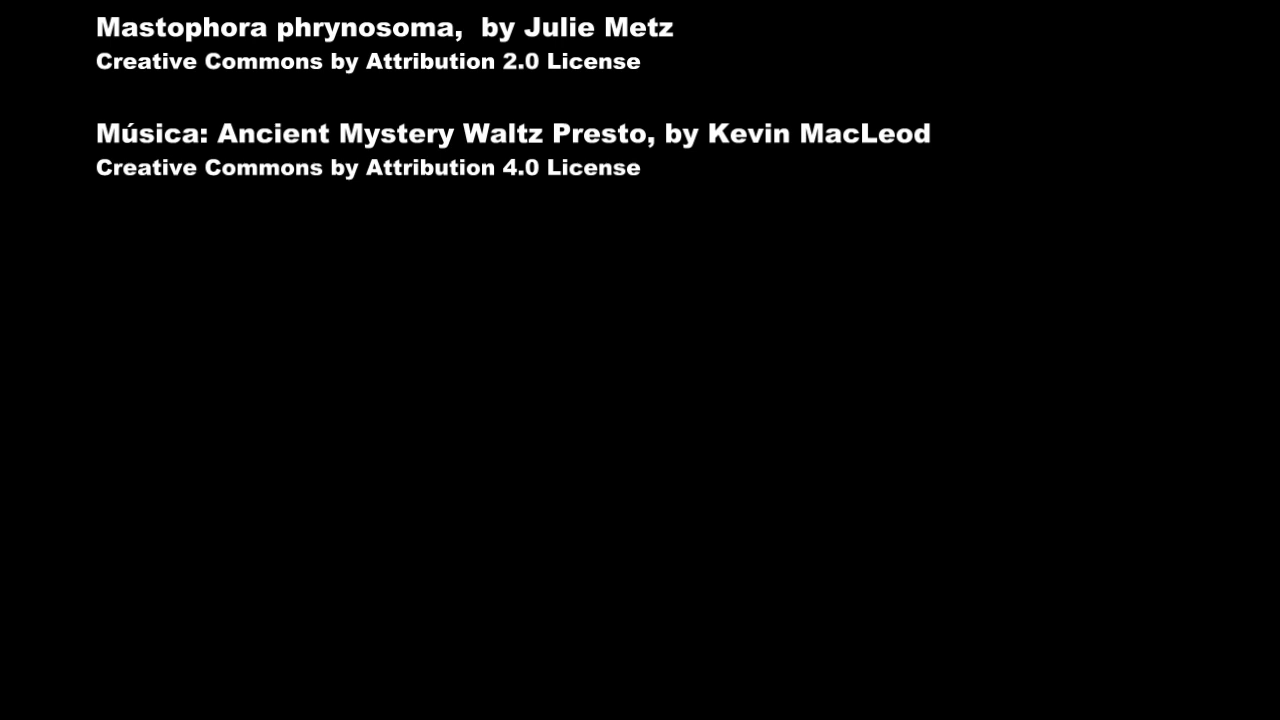 Mastophora phrynosoma,  by Julie Metz
Creative Commons by Attribution 2.0 License
Música: Ancient Mystery Waltz Presto, by Kevin MacLeod
Creative Commons by Attribution 4.0 License